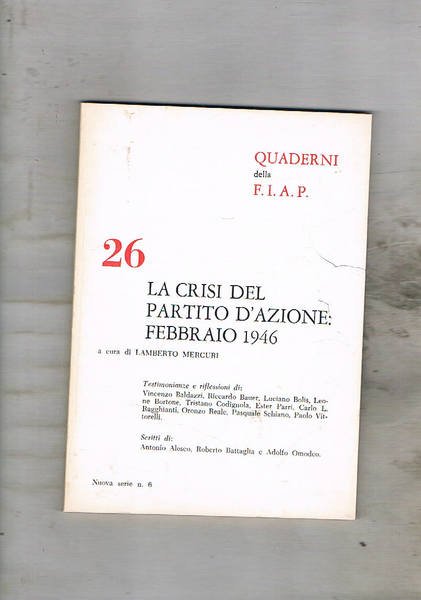 QUADERNI
della
F. I. A. P.
26
LA CRISI DEL
PARTITO D'AZIONE:
FEBBRAIO 1946
a cura di LAMBERTO MERCURI
Testimonianze e riflessioni di:
Vincenzo Baldazzi, Riccardo Bauer, Luciano Bolis, Leo-
ne Bortone, Tristano Codignola, Ester Parri, Carlo L.
Ragghianti, Oronzo Reale, Pasquale Schiano, Paolo Vit-
torelli.
Scritti di:
Antonio Alosco, Roberto Battaglia e Adolfo Omodeo.
Nuova serie n. 6